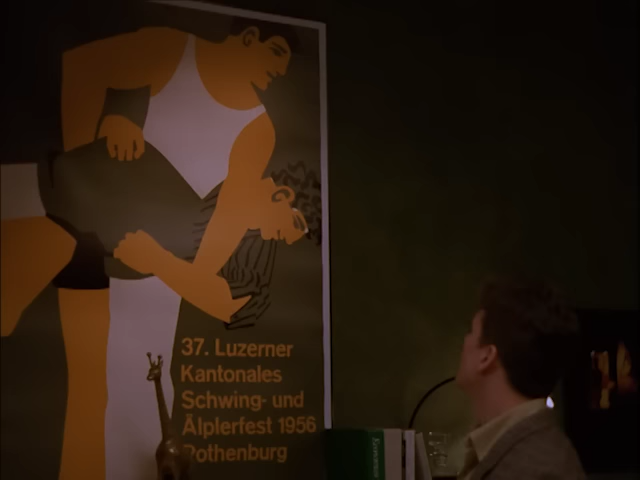 37. Luzerner
Kantonales
Schwing- und
Älplerfest 1956
Rothenburg